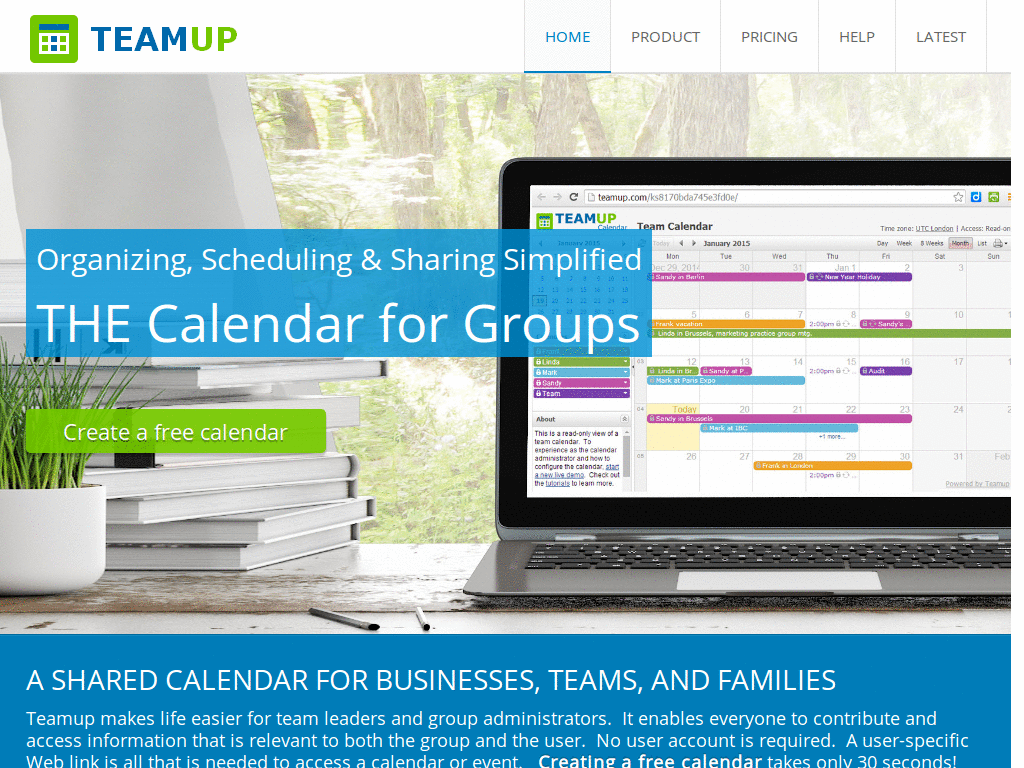 TEAMUP
HOME PRODUCT PRICING HELP LATEST
teamup.com/ks8170bda745e3fd0e/
TEAMUP
Calendar
Team Calendar
Time zone: UTC London | Access: Read-on
January 2015
Today
January 2015
Day Week 8 Weeks Month List
Mon Tue Wed Thu Fri Sat Sun
Dec 29, 2014 30 31 Jan 1 2 3
Sandy in Berlin
New Year Holiday
Organizing, Scheduling & Sharing Simplified
THE Calendar for Groups
5 6 7 8 9 10
Frank vacation
2:00pm
Sandy's ...
Linda in Brussels, marketing practice group mtg.
Linda
Mark
Sandy
Team
03 12 13 14 15 16 17
Linda in Br...
Sandy at P...
2:00pm
Audit
Mark at Paris Expo
04 Today 20 21 22 23 24
Sandy in Brussels
Mark at IBC
+1 more...
05 26 27 28 29 30 31 Feb
Frank in London
2:00pm
Powered by Teamup
About
This is a read-only view of a
team calendar. To
experience as the calendar
administrator and how to
configure the calendar, start
a new live demo. Check out
the tutorials to learn more.
Create a free calendar
A SHARED CALENDAR FOR BUSINESSES, TEAMS, AND FAMILIES
Teamup makes life easier for team leaders and group administrators. It enables everyone to contribute and
access information that is relevant to both the group and the user. No user account is required. A user-specific
Web link is all that is needed to access a calendar or event. Creating a free calendar takes only 30 seconds!